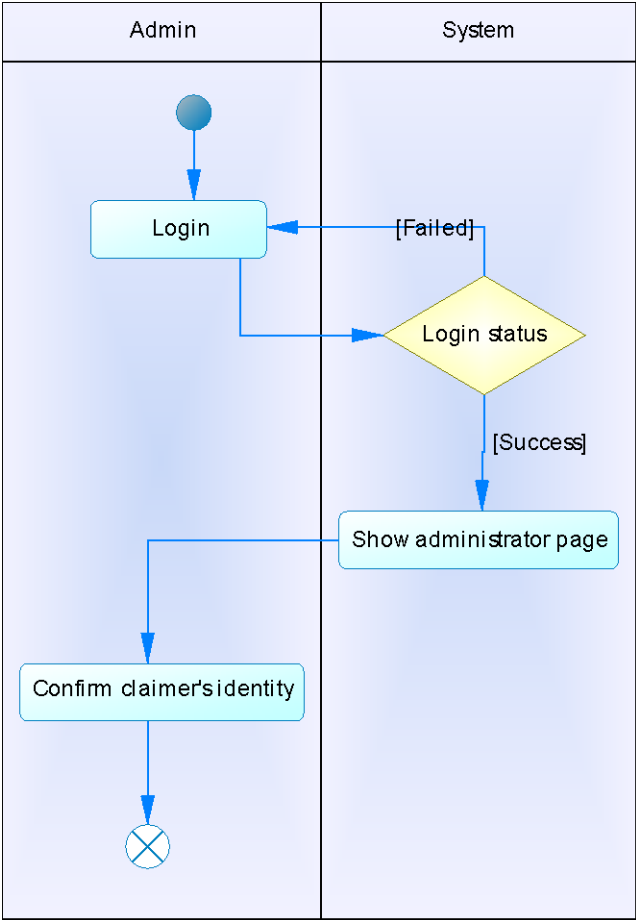 Admin
System
Login
[Failed]
Login status
[Success]
Show administrator page
Confirm claimer's identity